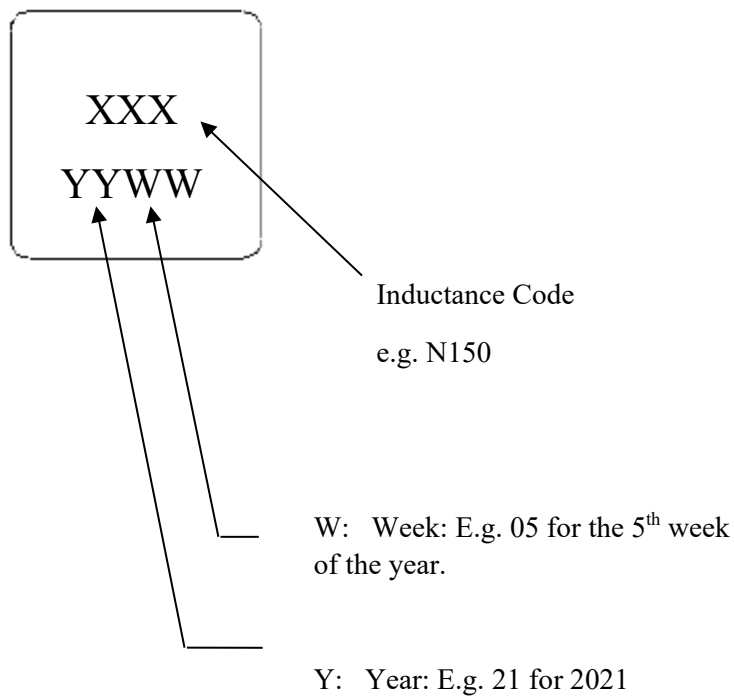 XXX
YYWW
Inductance Code
e.g. N150
W: Week: E.g. 05 for the 5th week
of the year.
Y: Year: E.g. 21 for 2021